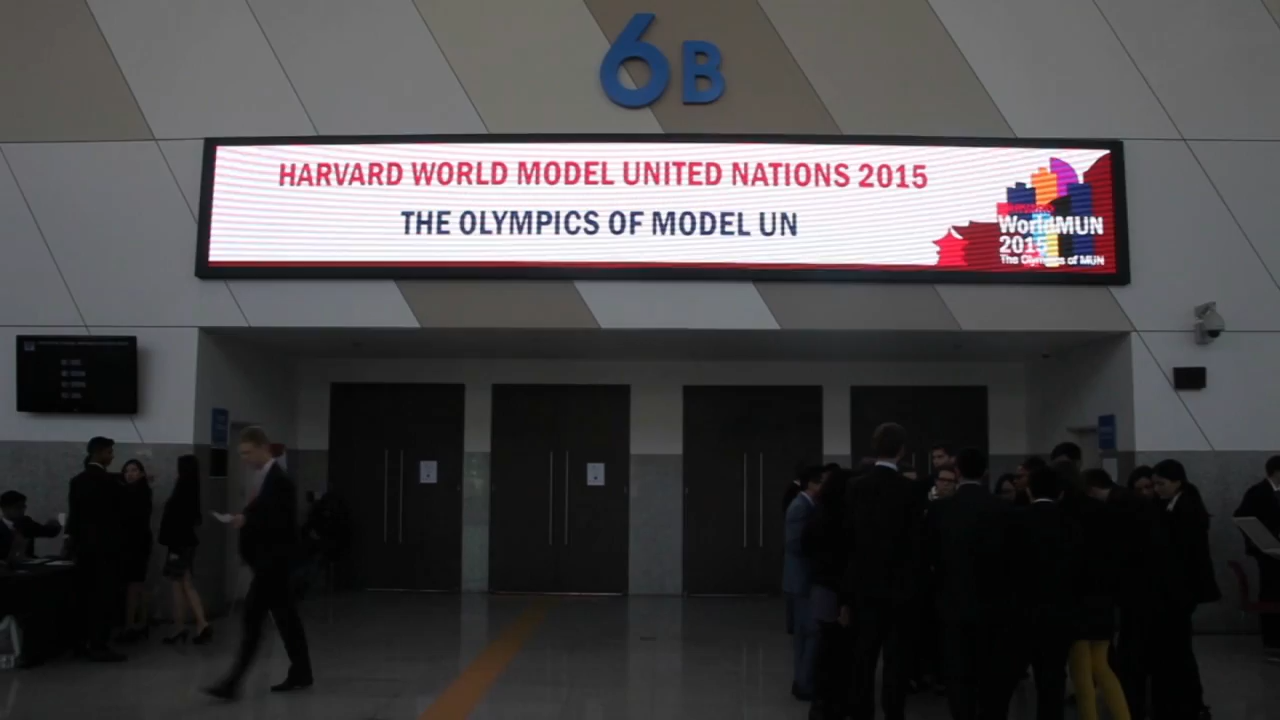 6B
HARVARD WORLD MODEL UNITED NATIONS 2015
THE OLYMPICS OF MODEL UN
WorldMUN
2015
The Olympics of MUN